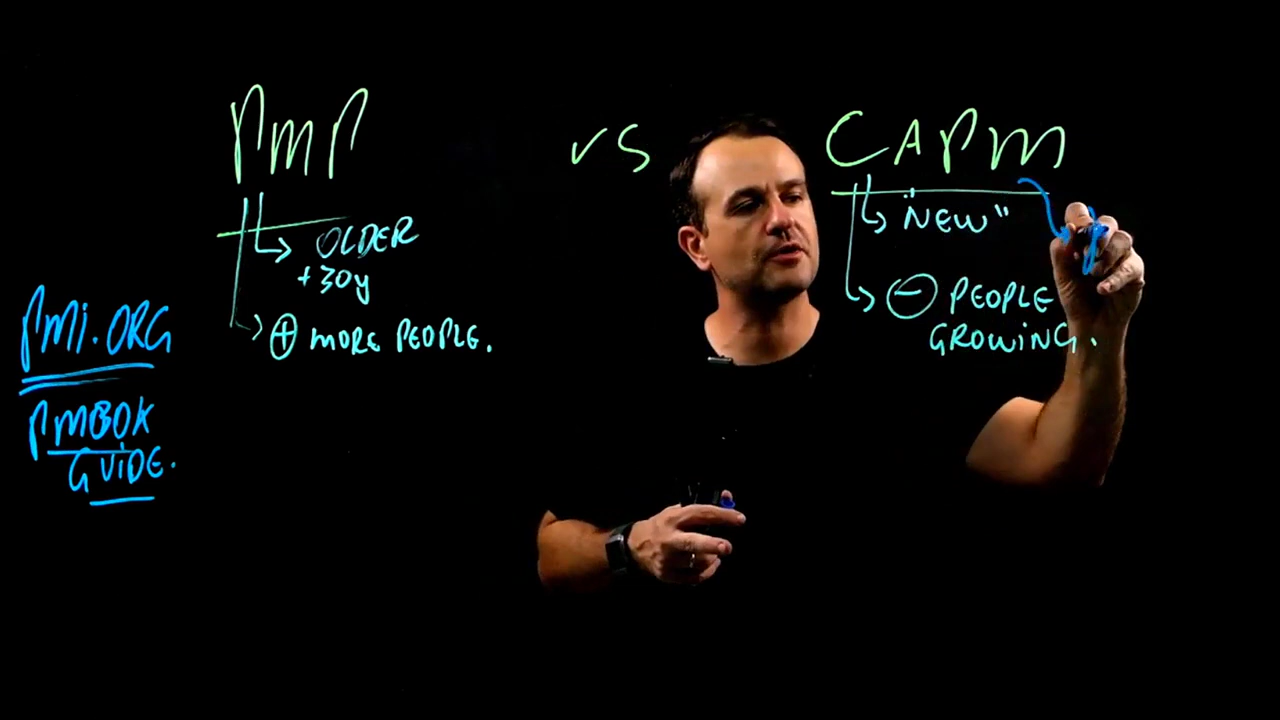 PMP vs CAPM
OLDER
+30y
+ MORE PEOPLE.
"NEW"
- PEOPLE
GROWING.
PMI.ORG
PMBOK
GUIDE.